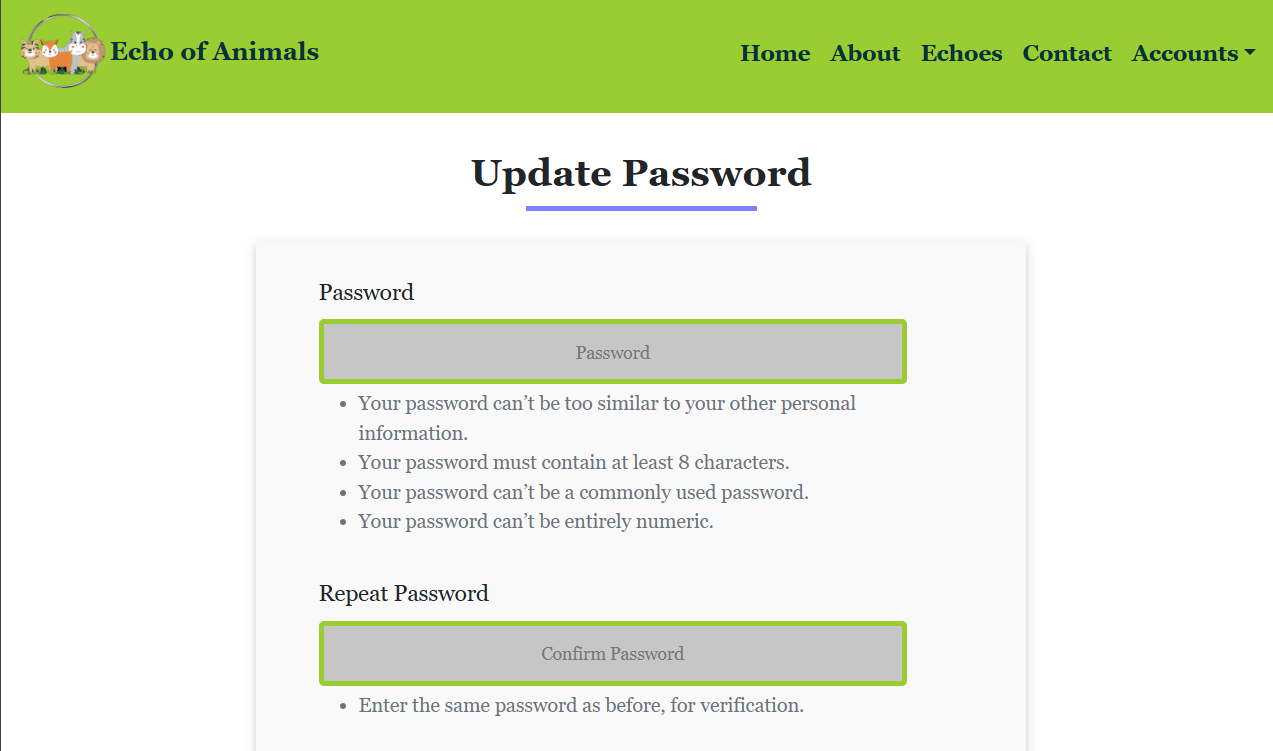 Echo of Animals
Home About Echoes Contact Accounts
Update Password
Password
Password
Your password can’t be too similar to your other personal
information.
Your password must contain at least 8 characters.
Your password can’t be a commonly used password.
Your password can’t be entirely numeric.
Repeat Password
Confirm Password
Enter the same password as before, for verification.